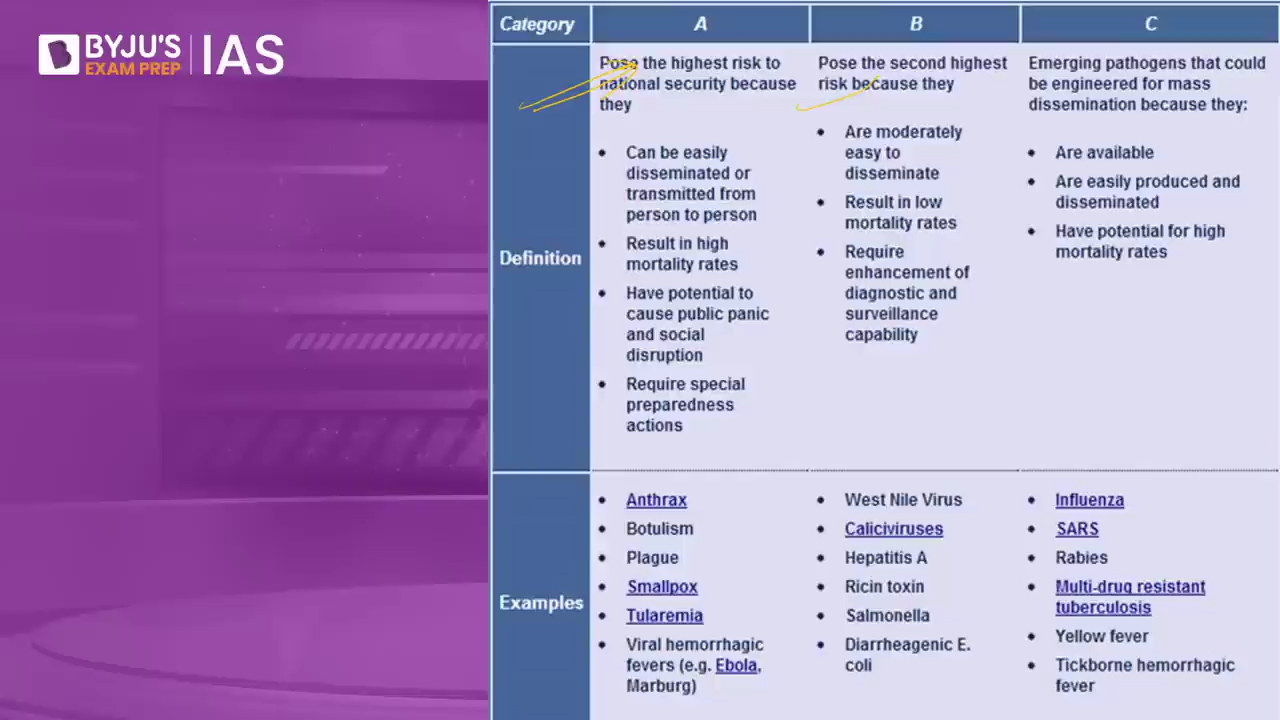 BYJU'S
EXAM PREP
IAS
Category
A
B
C
Definition
Pose the highest risk to
national security because
they
• Can be easily
disseminated or
transmitted from
person to person
• Result in high
mortality rates
• Have potential to
cause public panic
and social
disruption
• Require special
preparedness
actions
Pose the second highest
risk because they
• Are moderately
easy to
disseminate
• Result in low
mortality rates
• Require
enhancement of
diagnostic and
surveillance
capability
Emerging pathogens that could
be engineered for mass
dissemination because they:
• Are available
• Are easily produced and
disseminated
• Have potential for high
mortality rates
Examples
• Anthrax
• Botulism
• Plague
• Smallpox
• Tularemia
• Viral hemorrhagic
fevers (e.g. Ebola,
Marburg)
• West Nile Virus
• Caliciviruses
• Hepatitis A
• Ricin toxin
• Salmonella
• Diarrheagenic E.
coli
• Influenza
• SARS
• Rabies
• Multi-drug resistant
tuberculosis
• Yellow fever
• Tickborne hemorrhagic
fever